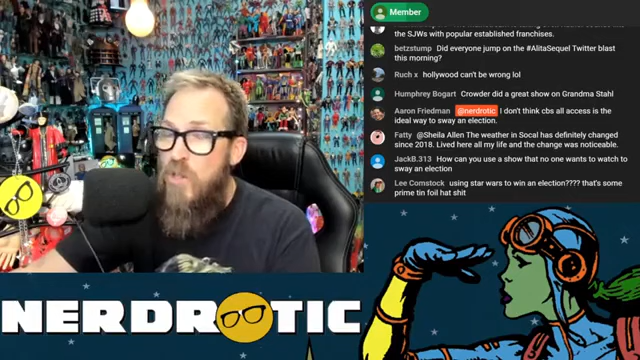 Member
the SJWs with popular established franchises.
betzstump Did everyone jump on the #AlitaSequel Twitter blast
this morning?
Ruch x hollywood can't be wrong lol
Humphrey Bogart Crowder did a great show on Grandma Stahl
Aaron Friedman @nerdrotic I don't think cbs all access is the
ideal way to sway an election.
Fatty @Sheila Allen The weather in Socal has definitely changed
since 2018. Lived here all my life and the change was noticeable.
JackB.313 How can you use a show that no one wants to watch to
sway an election
Lee Comstock using star wars to win an election???? that's some
prime tin foil hat shit
NERDROTIC